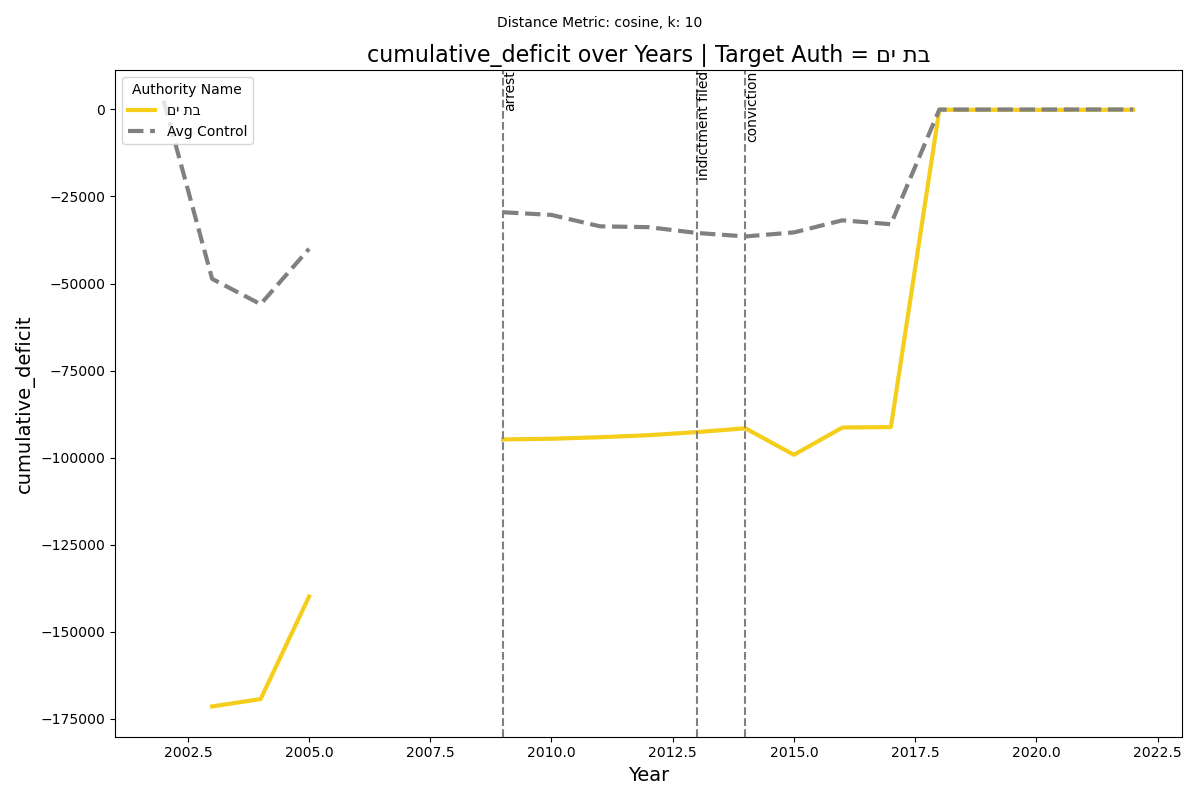 Distance Metric: cosine, k: 10
cumulative_deficit over Years | Target Auth = בת ים
Authority Name
בת ים
Avg Control
arrest
indictment filed
conviction
cumulative_deficit
0
−25000
−50000
−75000
−100000
−125000
−150000
−175000
2002.5 2005.0 2007.5 2010.0 2012.5 2015.0 2017.5 2020.0 2022.5
Year